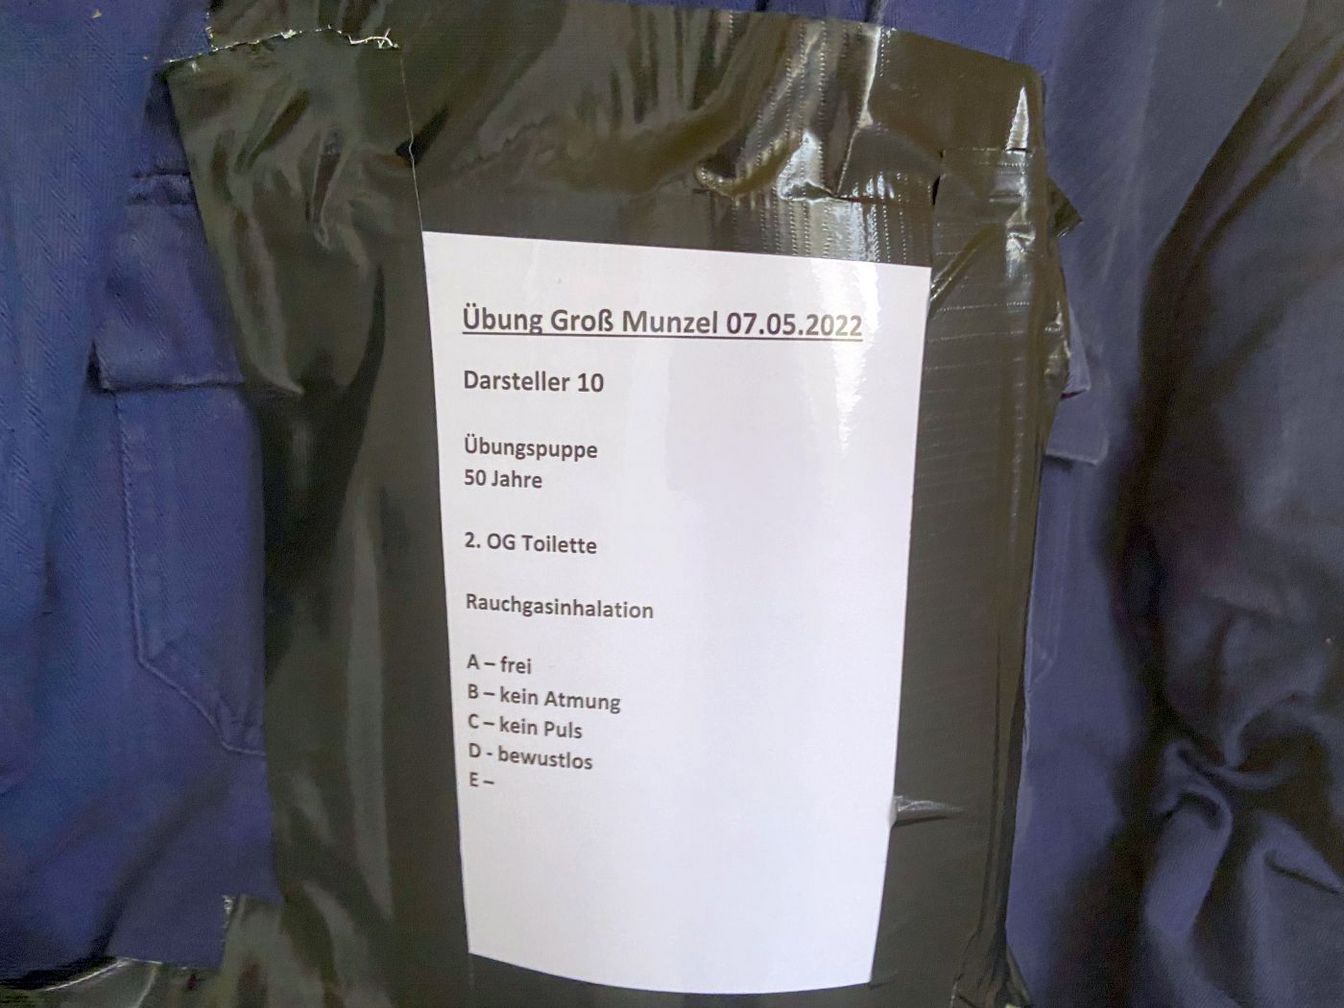 Übung Groß Munzel 07.05.2022
Darsteller 10
Übungspuppe
50 Jahre
2. OG Toilette
Rauchgasinhalation
A – frei
B – kein Atmung
C – kein Puls
D - bewustlos
E –